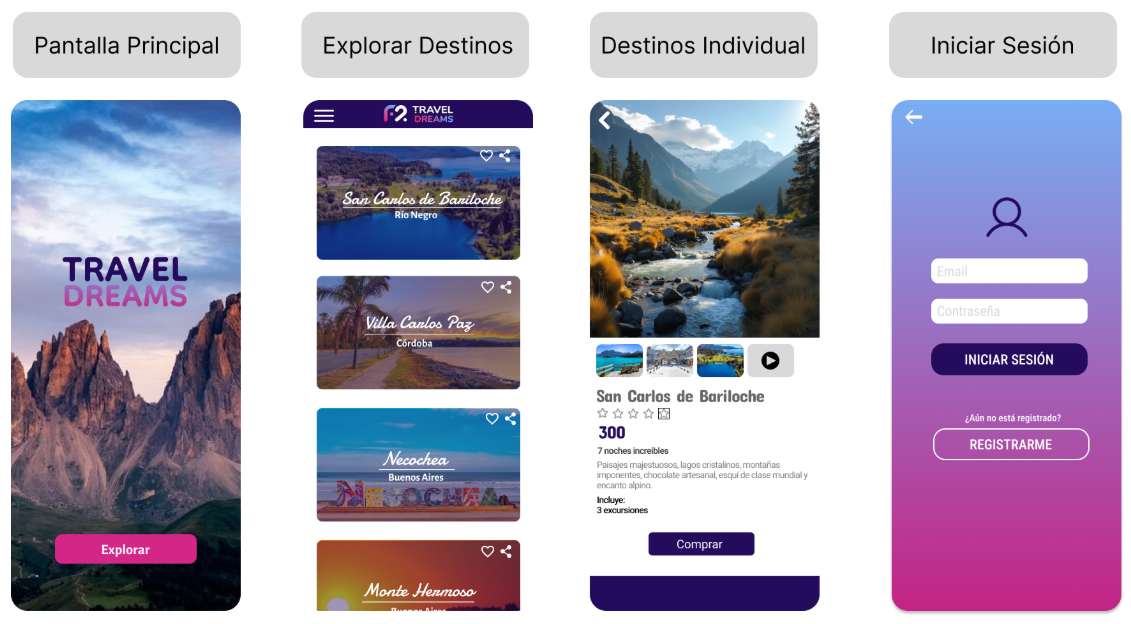 Pantalla Principal
Explorar Destinos
Destinos Individual
Iniciar Sesión
TRAVEL
DREAMS
Explorar
TRAVEL
DREAMS
San Carlos de Bariloche
Río Negro
Villa Carlos Paz
Córdoba
Necochea
Buenos Aires
NECOCHEA
Monte Hermoso
Buenos Aires
San Carlos de Bariloche
300
7 noches increibles
Paisajes majestuosos, lagos cristalinos, montañas
imponentes, chocolate artesanal, esquí de clase mundial y
encanto alpino.
Incluye:
3 excursiones
Comprar
Email
Contraseña
INICIAR SESIÓN
¿Aún no está registrado?
REGISTRARME